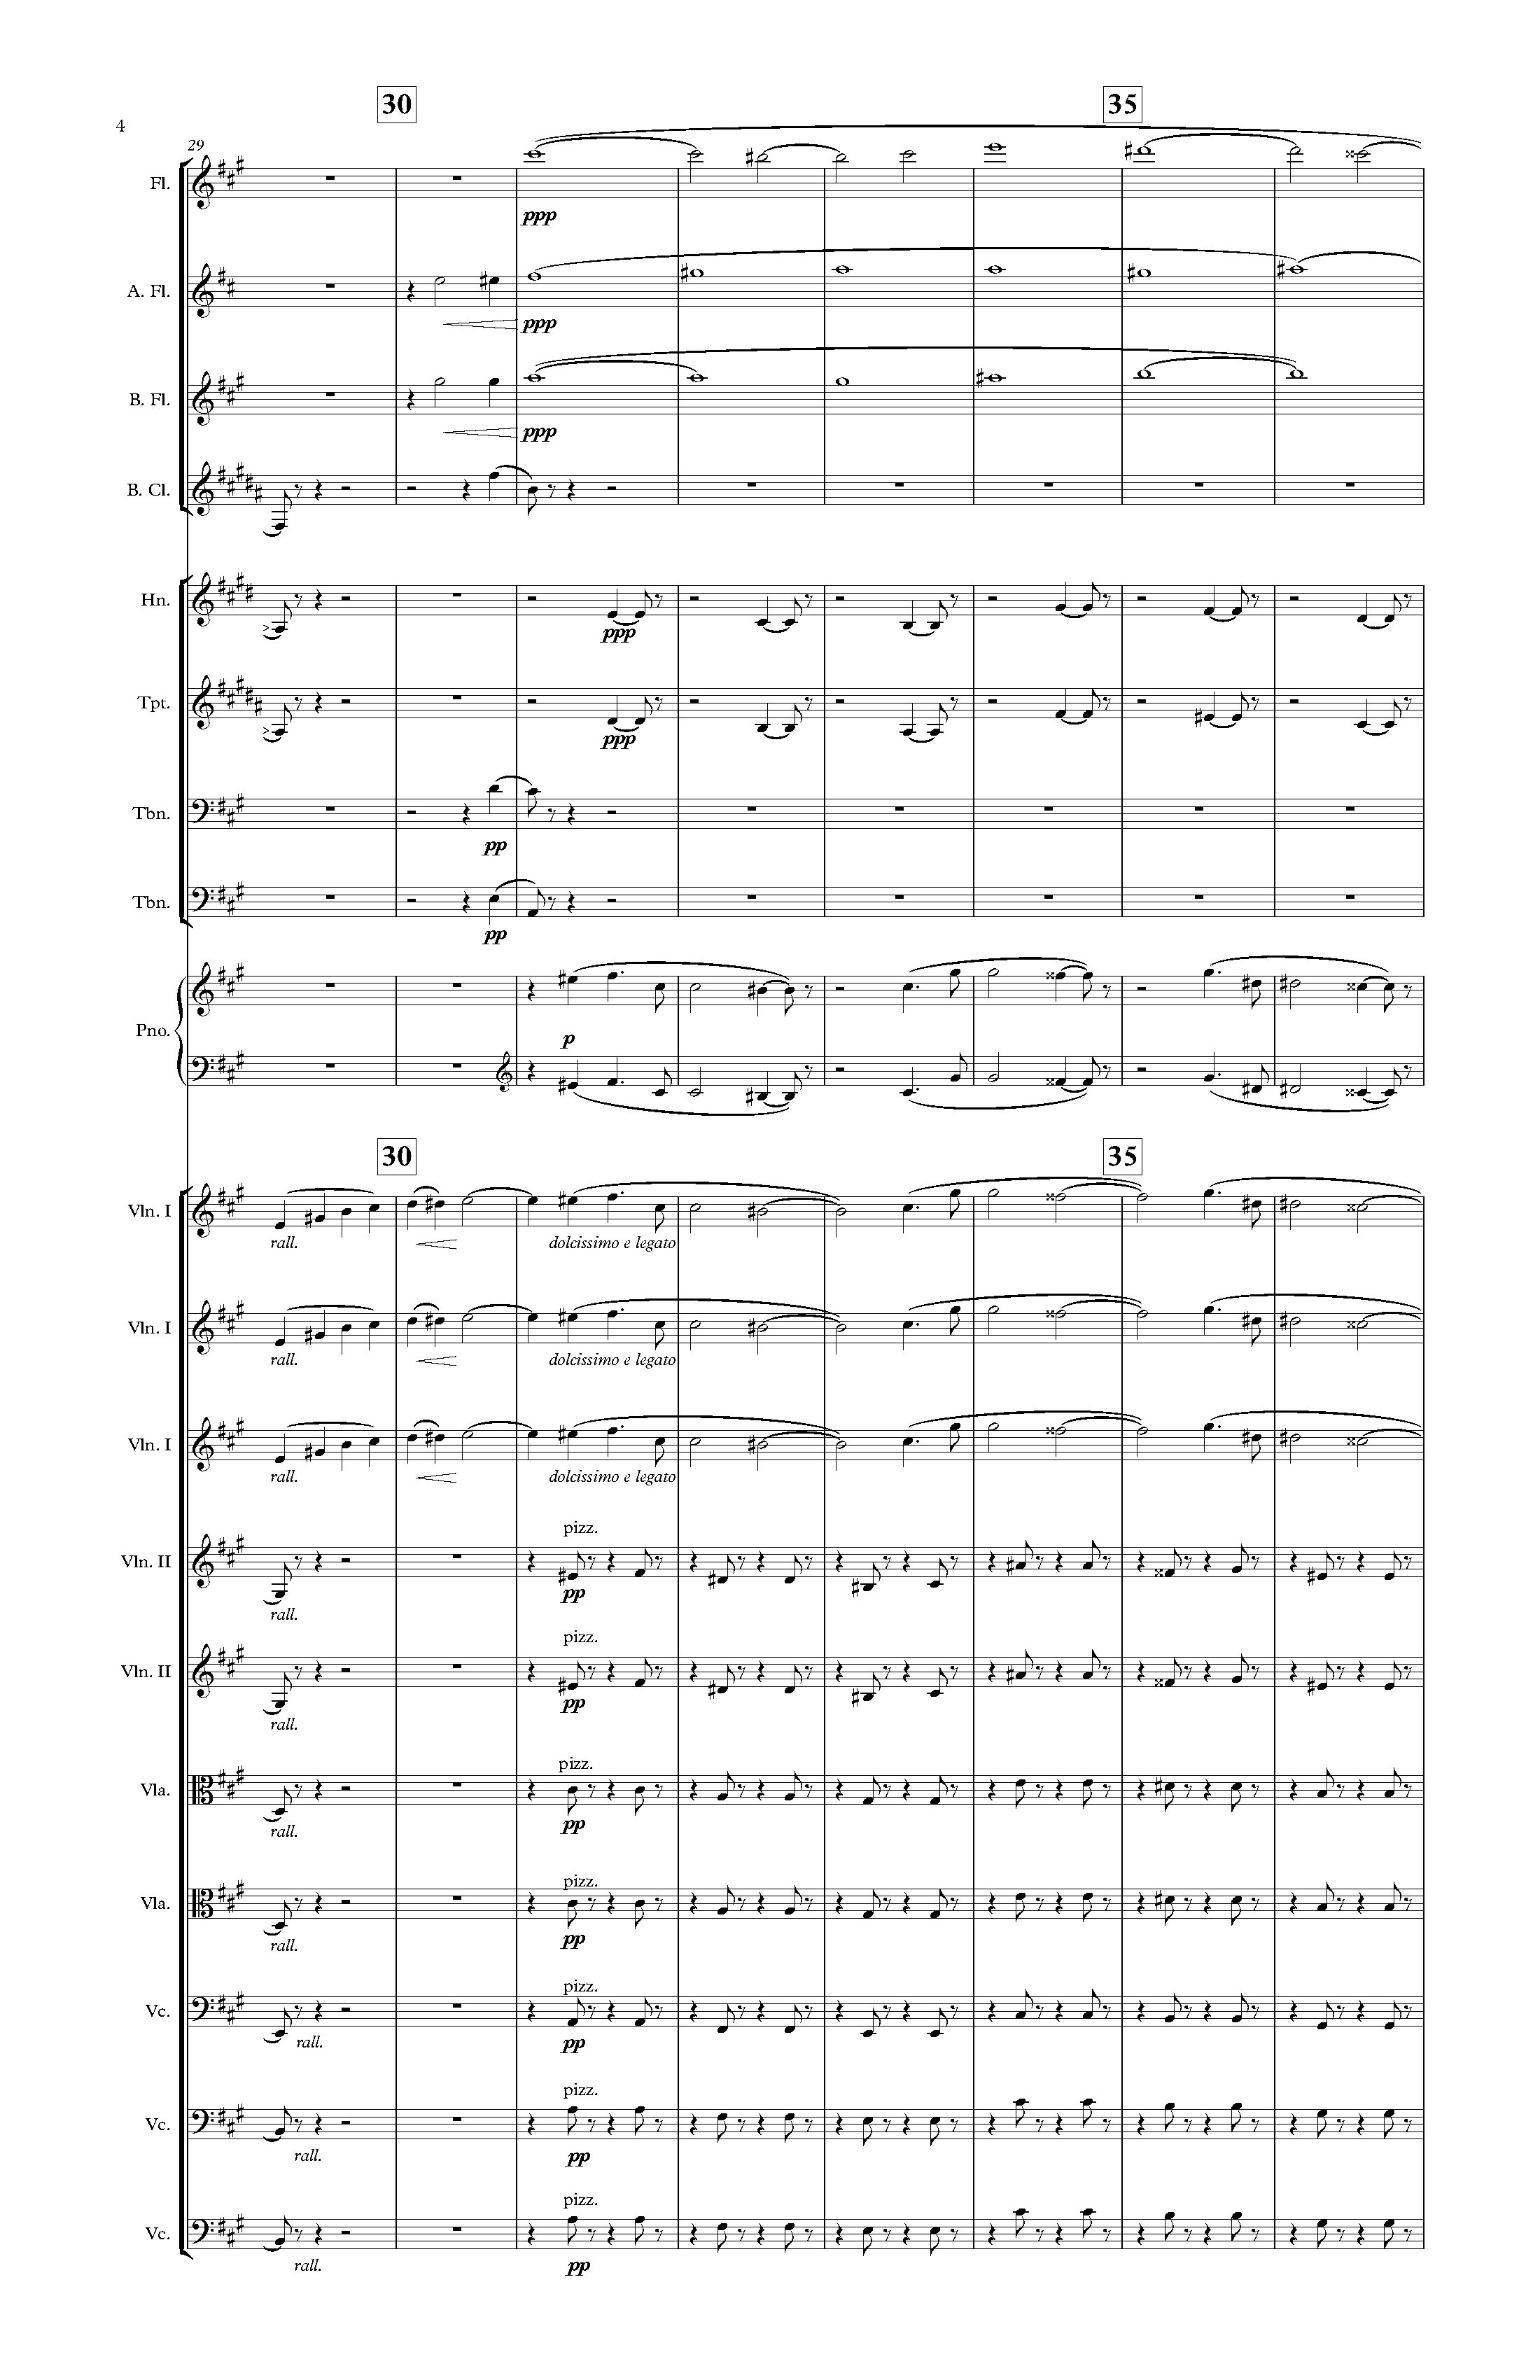 30
35
4
29
Fl.
ppp
A. Fl.
ppp
B. Fl.
ppp
B. Cl.
Hn.
ppp
Tpt.
ppp
Tbn.
pp
Tbn.
pp
Pno.
p
30
35
Vln. I
rall.
dolcissimo e legato
Vln. I
rall.
dolcissimo e legato
Vln. I
rall.
dolcissimo e legato
pizz.
Vln. II
pp
rall.
pizz.
Vln. II
pp
rall.
pizz.
Vla.
pp
rall.
pizz.
Vla.
pp
rall.
pizz.
Vc.
rall.
pp
pizz.
Vc.
rall.
pp
pizz.
Vc.
rall.
pp